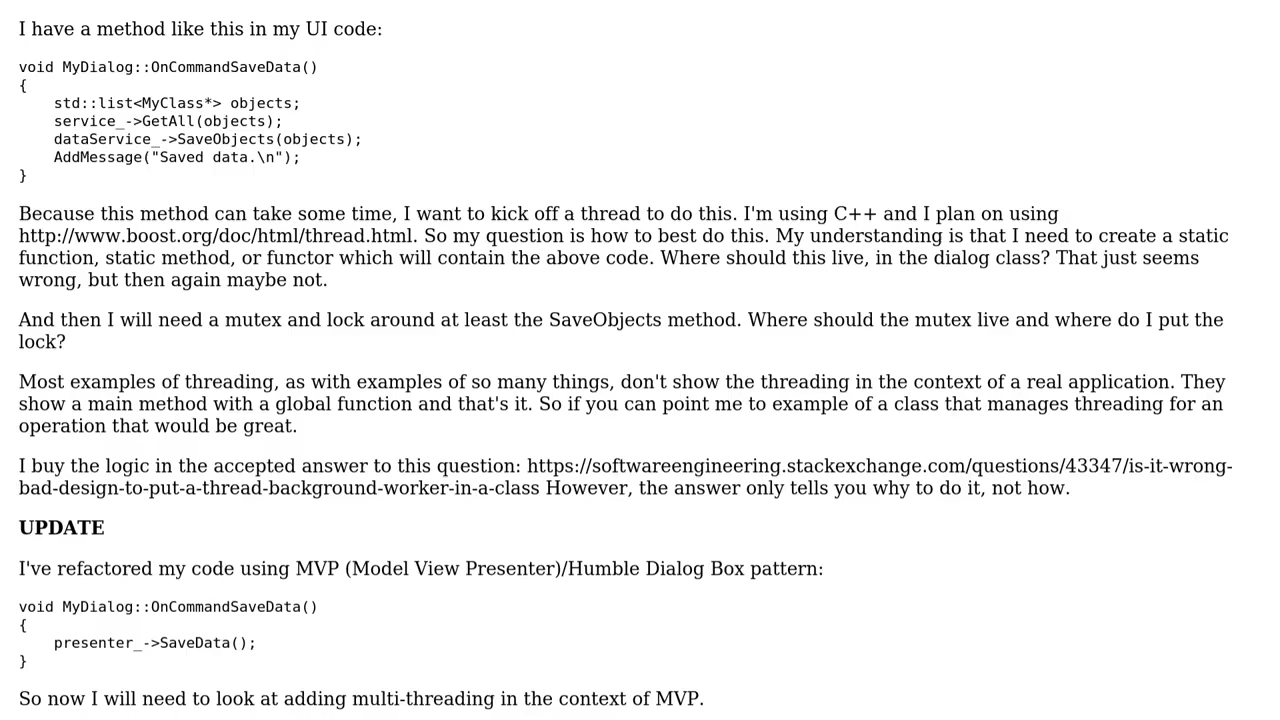 I have a method like this in my UI code:
void MyDialog::OnCommandSaveData()
{
    std::list<MyClass*> objects;
    service_->GetAll(objects);
    dataService_->SaveObjects(objects);
    AddMessage("Saved data.\n");
}
Because this method can take some time, I want to kick off a thread to do this. I'm using C++ and I plan on using
http://www.boost.org/doc/html/thread.html. So my question is how to best do this. My understanding is that I need to create a static
function, static method, or functor which will contain the above code. Where should this live, in the dialog class? That just seems
wrong, but then again maybe not.
And then I will need a mutex and lock around at least the SaveObjects method. Where should the mutex live and where do I put the
lock?
Most examples of threading, as with examples of so many things, don't show the threading in the context of a real application. They
show a main method with a global function and that's it. So if you can point me to example of a class that manages threading for an
operation that would be great.
I buy the logic in the accepted answer to this question: https://softwareengineering.stackexchange.com/questions/43347/is-it-wrong-
bad-design-to-put-a-thread-background-worker-in-a-class However, the answer only tells you why to do it, not how.
UPDATE
I've refactored my code using MVP (Model View Presenter)/Humble Dialog Box pattern:
void MyDialog::OnCommandSaveData()
{
    presenter_->SaveData();
}
So now I will need to look at adding multi-threading in the context of MVP.